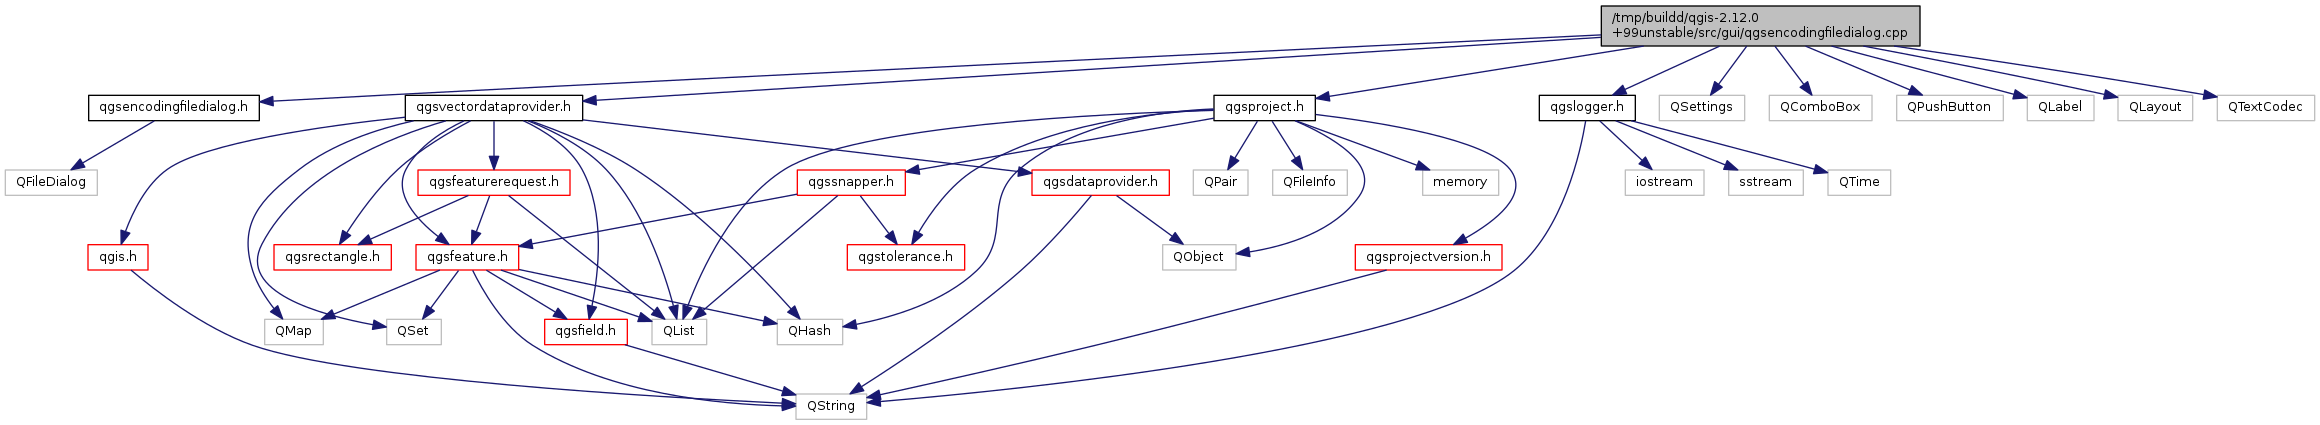 /tmp/buildd/qgis-2.12.0
+99unstable/src/gui/qgsencodingfiledialog.cpp
qgsencodingfiledialog.h
qgsvectordataprovider.h
qgsproject.h
qgslogger.h
QSettings
QComboBox
QPushButton
QLabel
QLayout
QTextCodec
QFileDialog
qgsfeaturerequest.h
qgssnapper.h
qgsdataprovider.h
QPair
QFileInfo
memory
iostream
sstream
QTime
qgis.h
qgsrectangle.h
qgsfeature.h
qgstolerance.h
QObject
qgsprojectversion.h
QMap
QSet
qgsfield.h
QList
QHash
QString